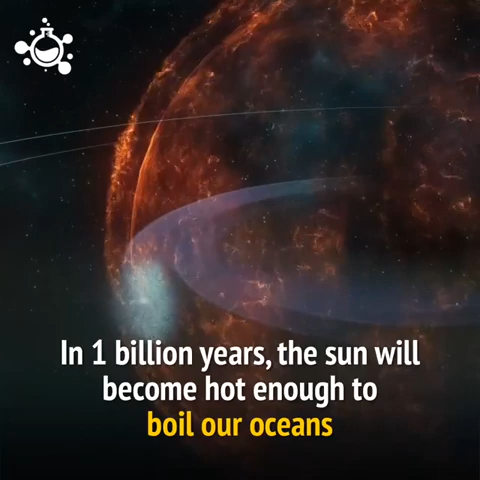 In 1 billion years, the sun will
become hot enough to
boil our oceans